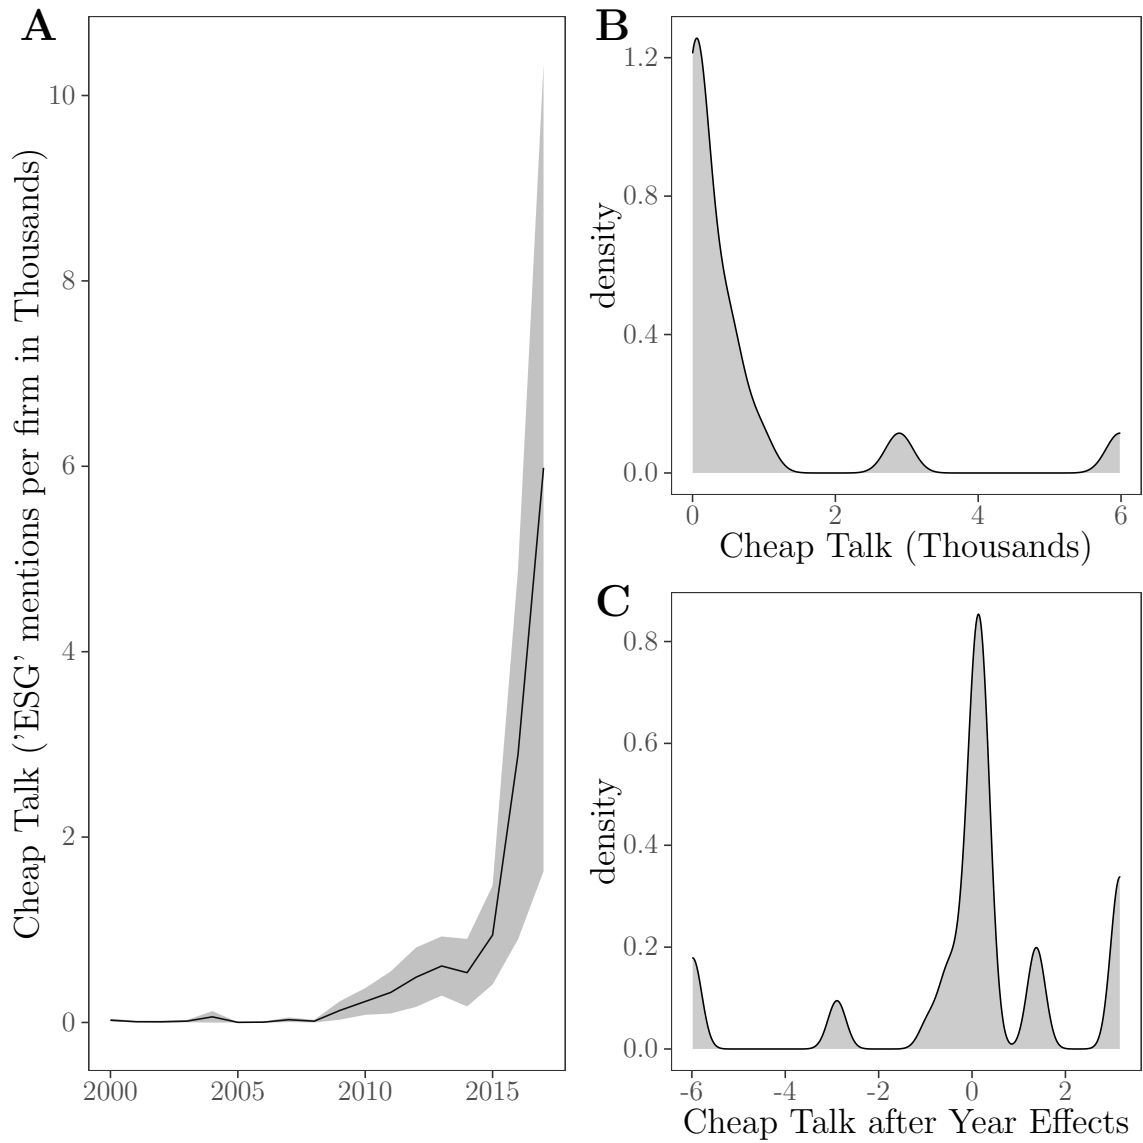 A
Cheap Talk ('ESG' mentions per firm in Thousands)
10
8
6
4
2
0
2000 2005 2010 2015
B
density
1.2
0.8
0.4
0.0
0 2 4 6
Cheap Talk (Thousands)
C
density
0.8
0.6
0.4
0.2
0.0
-6 -4 -2 0 2
Cheap Talk after Year Effects